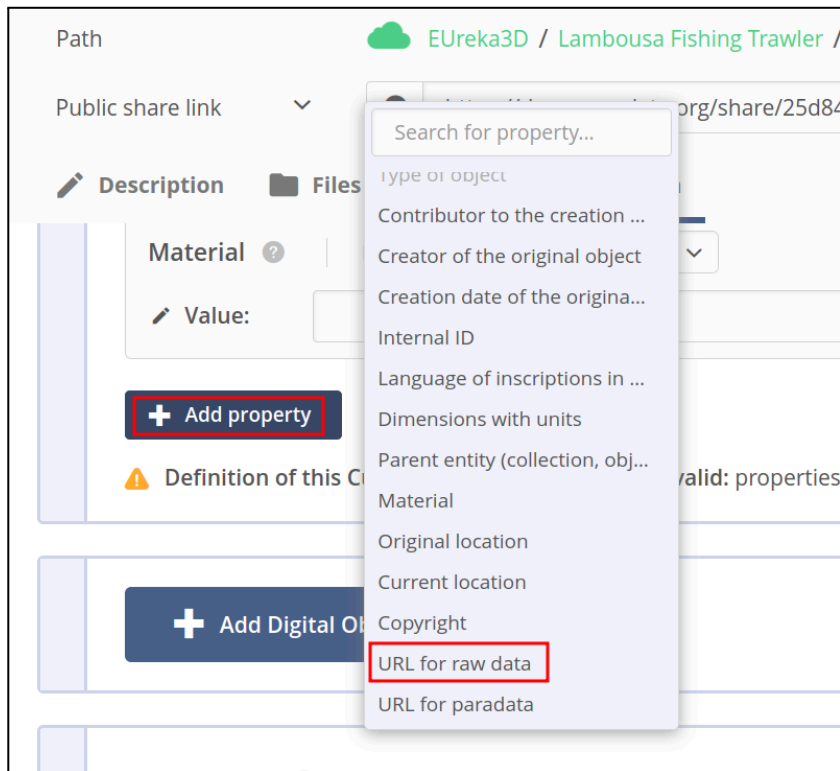 Path
EUreka3D / Lambousa Fishing Trawler /
Public share link
org/share/25d84
Search for property...
Description
Files
Type of object
Contributor to the creation ...
Material
Creator of the original object
Creation date of the origina...
Value:
Internal ID
Language of inscriptions in ...
Add property
Dimensions with units
Parent entity (collection, obj...
Definition of this Cu
valid: properties
Material
Original location
Current location
Add Digital Ob
Copyright
URL for raw data
URL for paradata